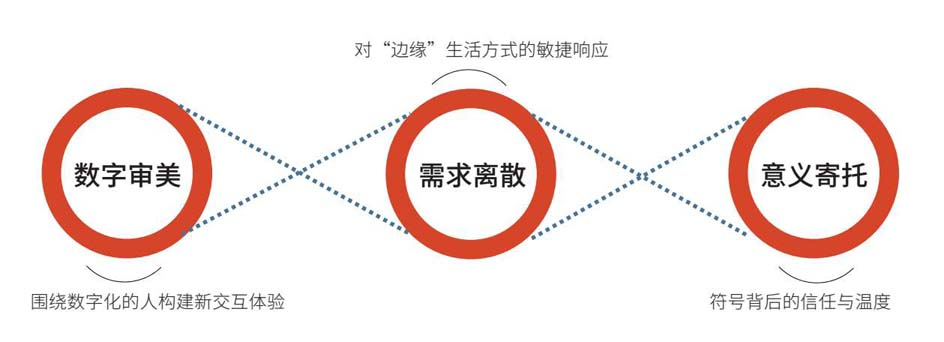 对“边缘”生活方式的敏捷响应
数字审美
需求离散
意义寄托
围绕数字化的人构建新交互体验
符号背后的信任与温度